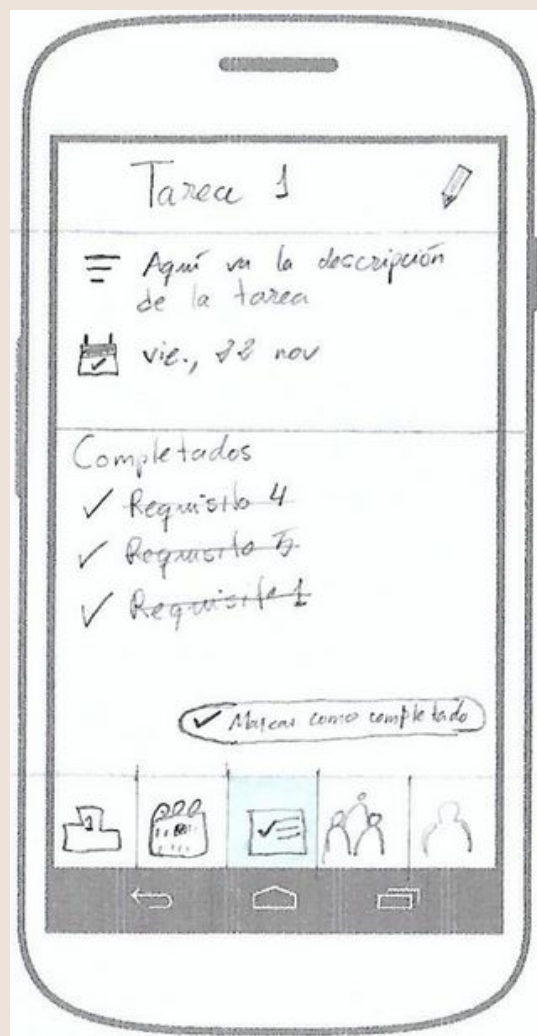 Tarea 1
Aquí va la descripción
de la tarea
vie., 22 nov
Completados
✓ Requisito 4
✓ Requisito 5
✓ Requisito 1
✓ Marcar como completado
1